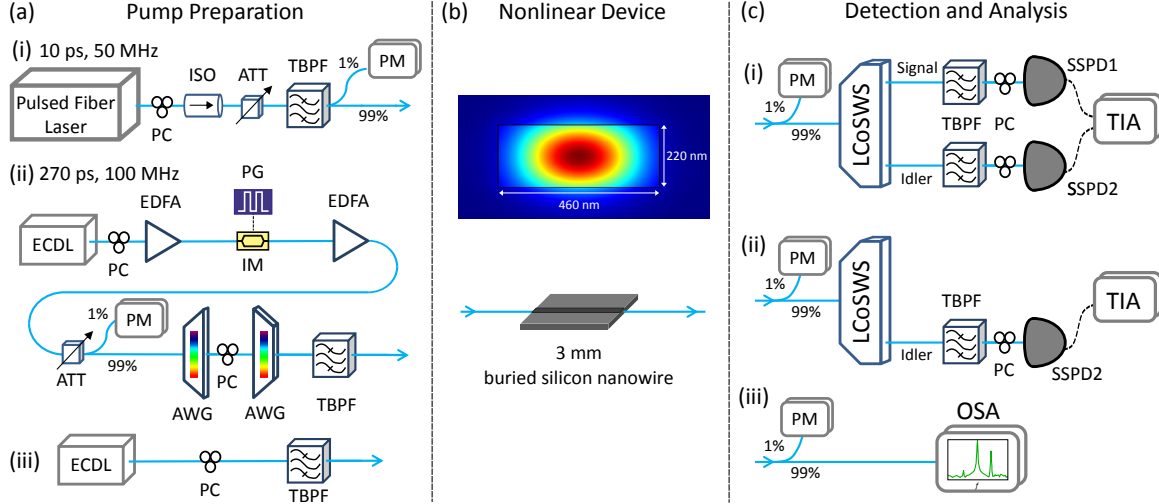 (a) Pump Preparation
(i) 10 ps, 50 MHz
Pulsed Fiber
Laser
PC
ISO
ATT
TBPF
1%
PM
99%
(ii) 270 ps, 100 MHz
ECDL
PC
EDFA
PG
IM
EDFA
ATT
1%
PM
99%
AWG
PC
AWG
TBPF
(iii)
ECDL
PC
TBPF
(b) Nonlinear Device
220 nm
460 nm
3 mm
buried silicon nanowire
(c) Detection and Analysis
(i)
PM
1%
99%
LCoSWS
Signal
Idler
TBPF
PC
SSPD1
SSPD2
TIA
(ii)
PM
1%
99%
LCoSWS
Idler
TBPF
PC
SSPD2
TIA
(iii)
PM
1%
99%
OSA
f